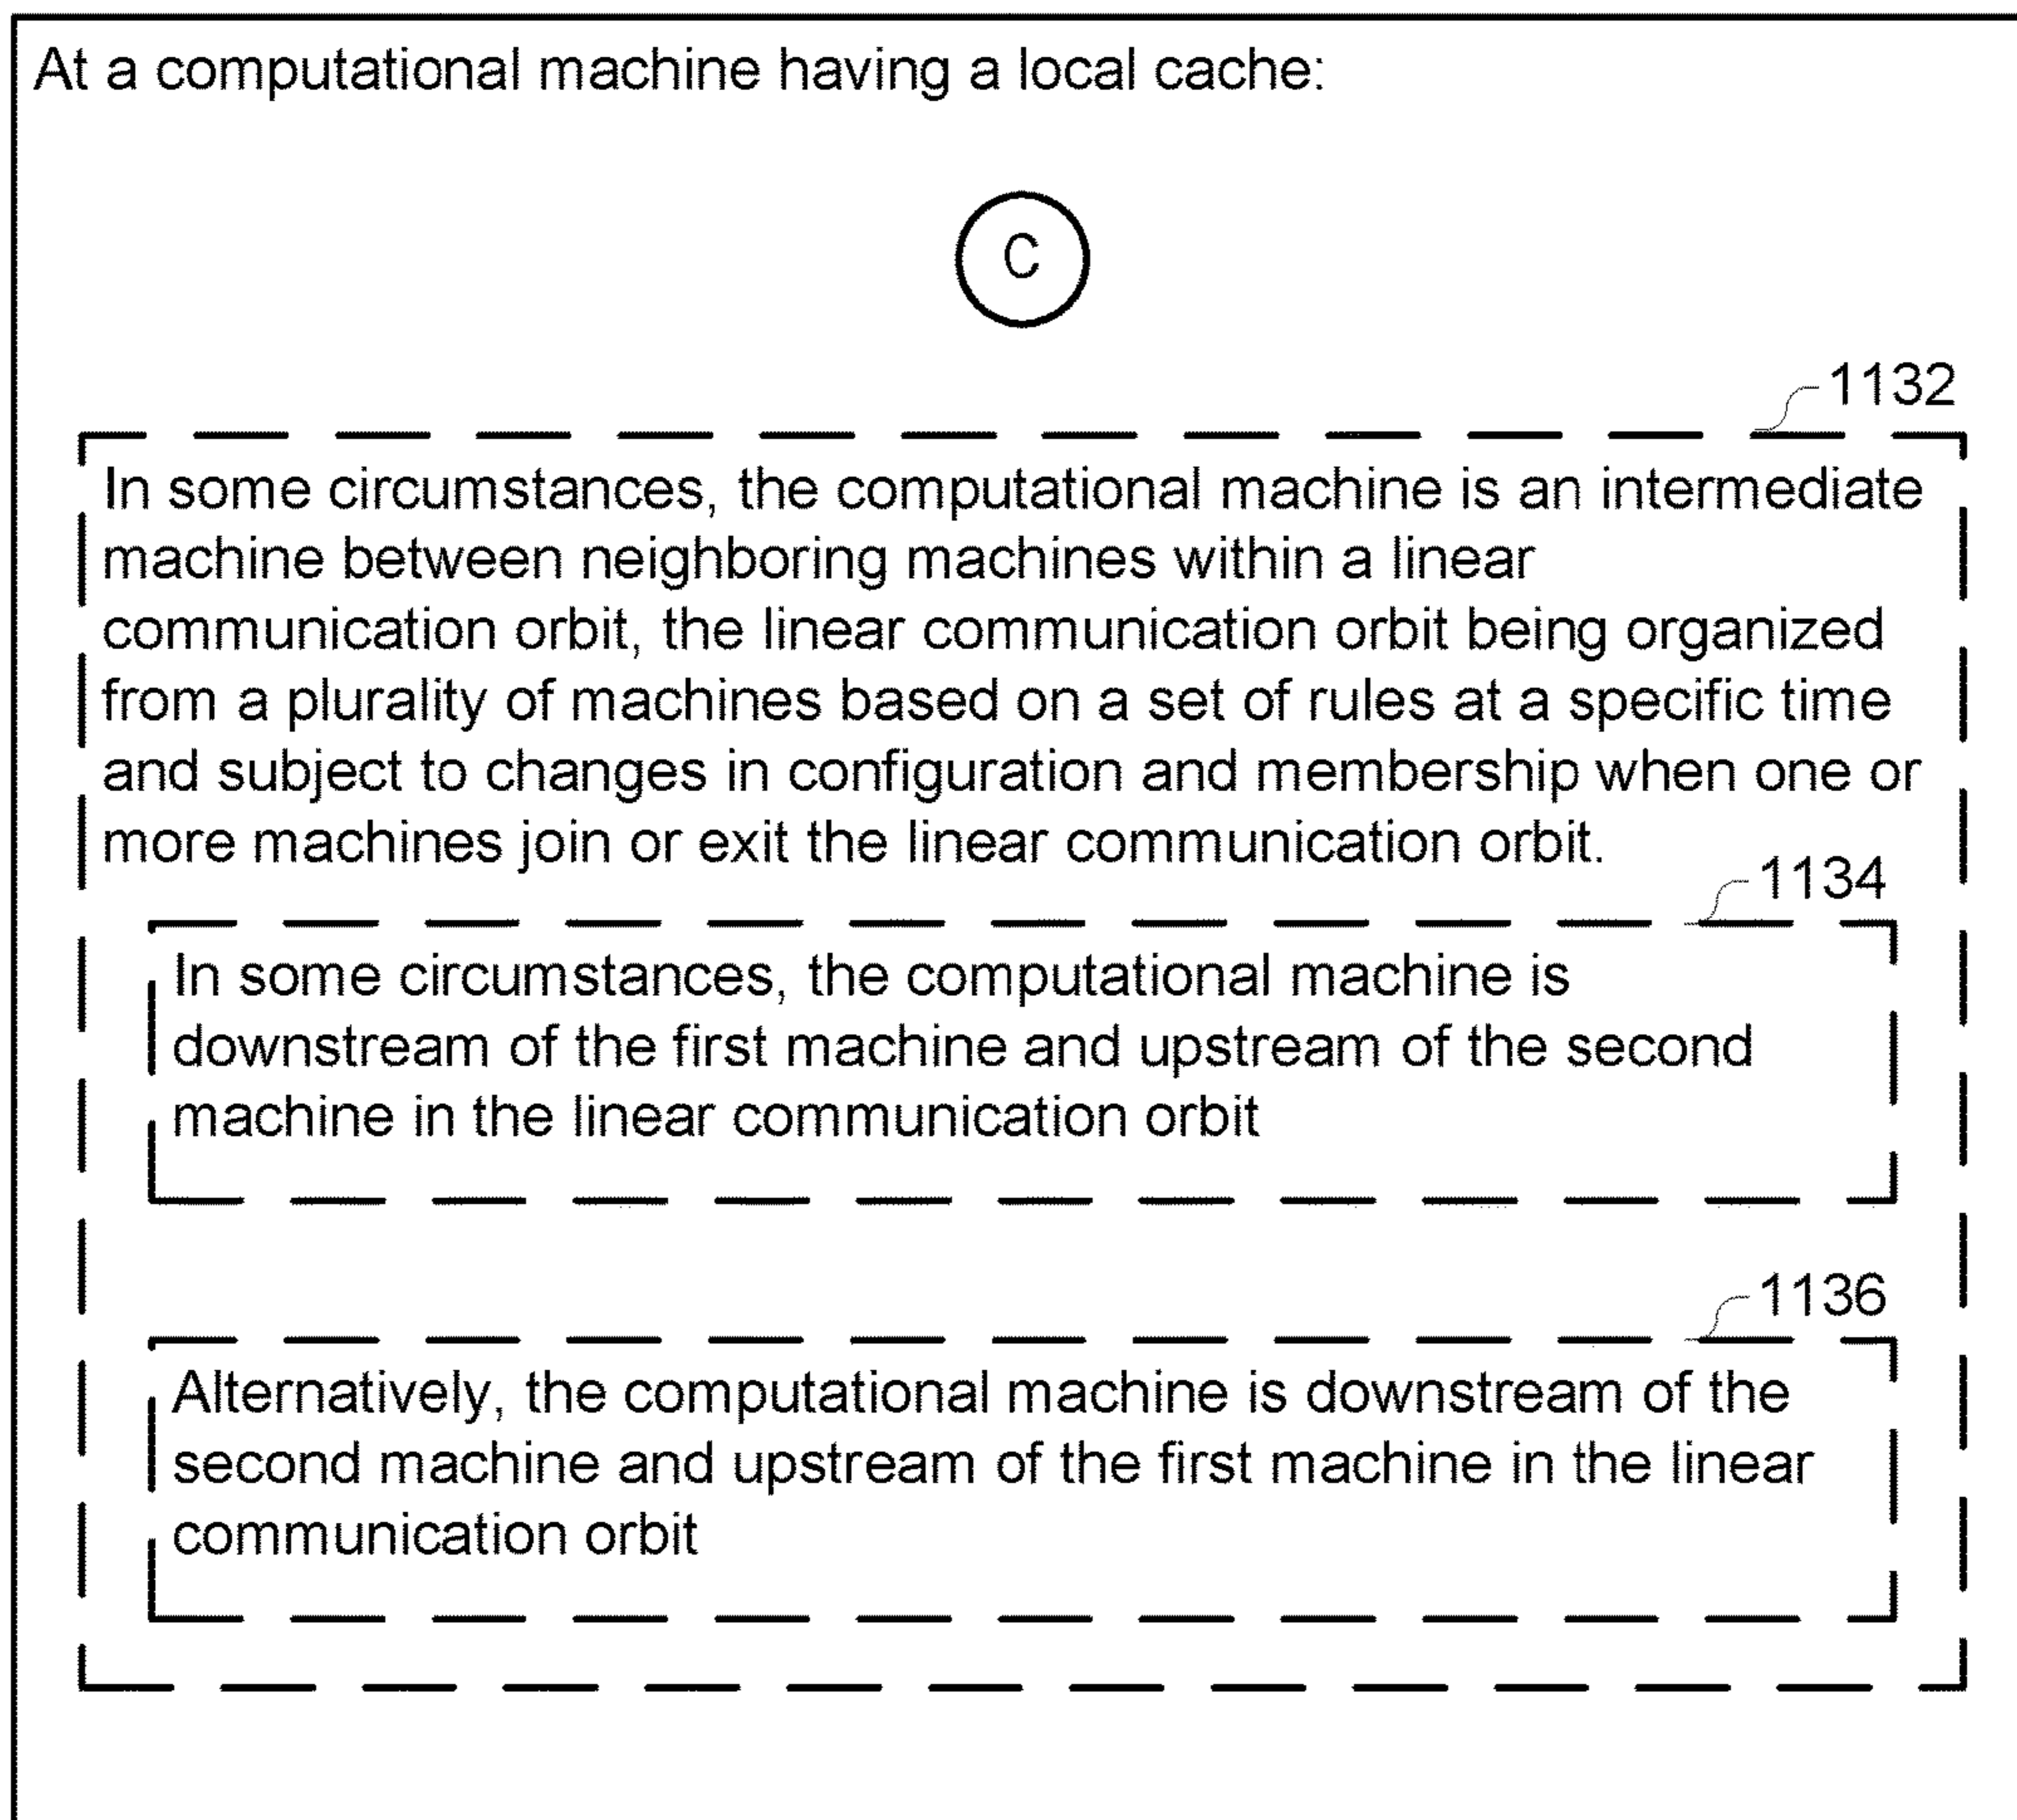 At a computational machine having a local cache:
C
1132
In some circumstances, the computational machine is an intermediate
machine between neighboring machines within a linear
communication orbit, the linear communication orbit being organized
from a plurality of machines based on a set of rules at a specific time
and subject to changes in configuration and membership when one or
more machines join or exit the linear communication orbit.
1134
In some circumstances, the computational machine is
downstream of the first machine and upstream of the second
machine in the linear communication orbit
1136
Alternatively, the computational machine is downstream of the
second machine and upstream of the first machine in the linear
communication orbit